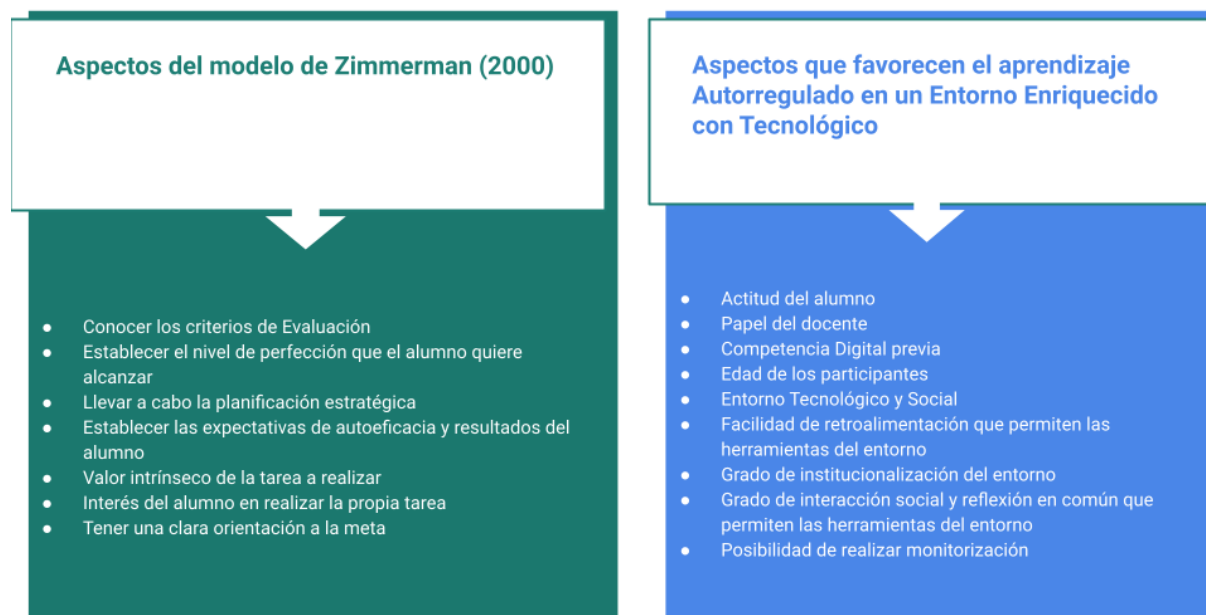 Aspectos del modelo de Zimmerman (2000)
● Conocer los criterios de Evaluación
● Establecer el nivel de perfección que el alumno quiere
alcanzar
● Llevar a cabo la planificación estratégica
● Establecer las expectativas de autoeficacia y resultados del
alumno
● Valor intrínseco de la tarea a realizar
● Interés del alumno en realizar la propia tarea
● Tener una clara orientación a la meta
Aspectos que favorecen el aprendizaje
Autorregulado en un Entorno Enriquecido
con Tecnológico
● Actitud del alumno
● Papel del docente
● Competencia Digital previa
● Edad de los participantes
● Entorno Tecnológico y Social
● Facilidad de retroalimentación que permiten las
herramientas del entorno
● Grado de institucionalización del entorno
● Grado de interacción social y reflexión en común que
permiten las herramientas del entorno
● Posibilidad de realizar monitorización